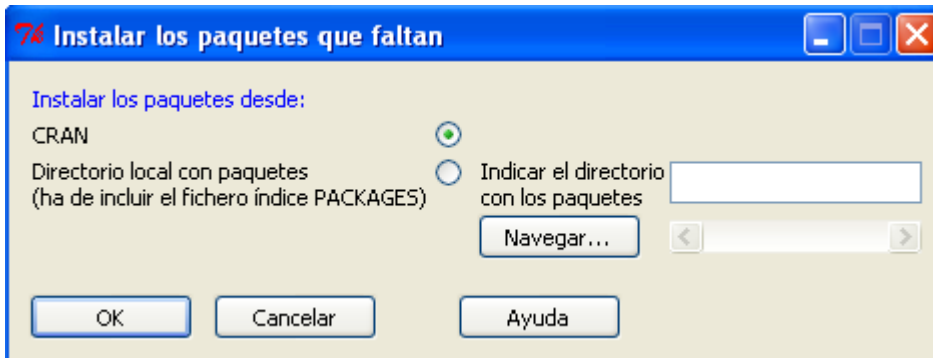 Instalar los paquetes que faltan
Instalar los paquetes desde:
CRAN
Directorio local con paquetes
(ha de incluir el fichero índice PACKAGES)
Indicar el directorio
con los paquetes
Navegar...
OK
Cancelar
Ayuda